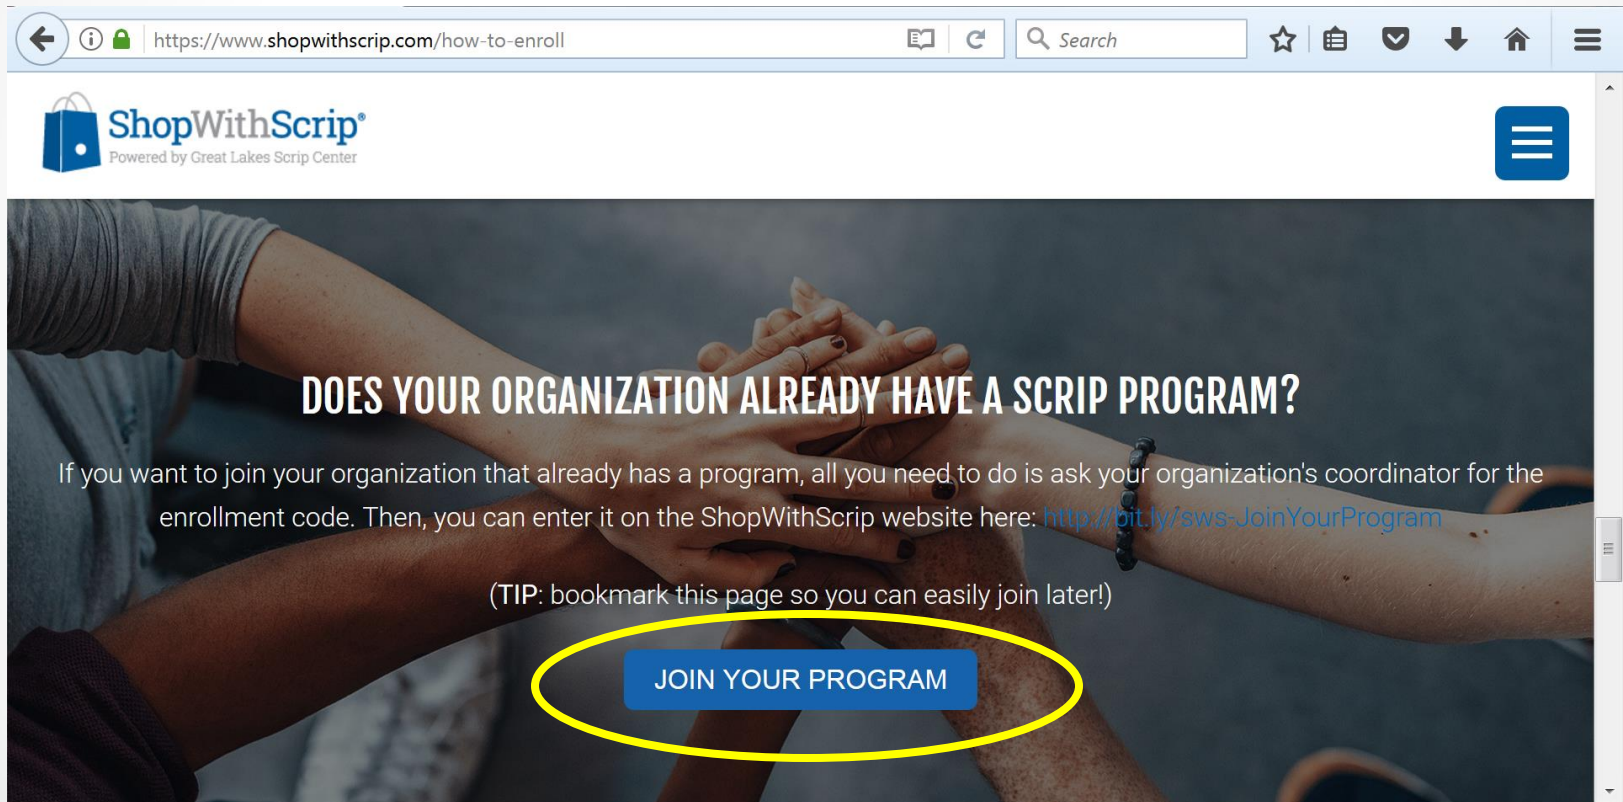 https://www.shopwithscrip.com/how-to-enroll
Search
ShopWithScrip®
Powered by Great Lakes Scrip Center
DOES YOUR ORGANIZATION ALREADY HAVE A SCRIP PROGRAM?
If you want to join your organization that already has a program, all you need to do is ask your organization's coordinator for the
enrollment code. Then, you can enter it on the ShopWithScrip website here: http://bit.ly/sws-JoinYourProgram
(TIP: bookmark this page so you can easily join later!)
JOIN YOUR PROGRAM